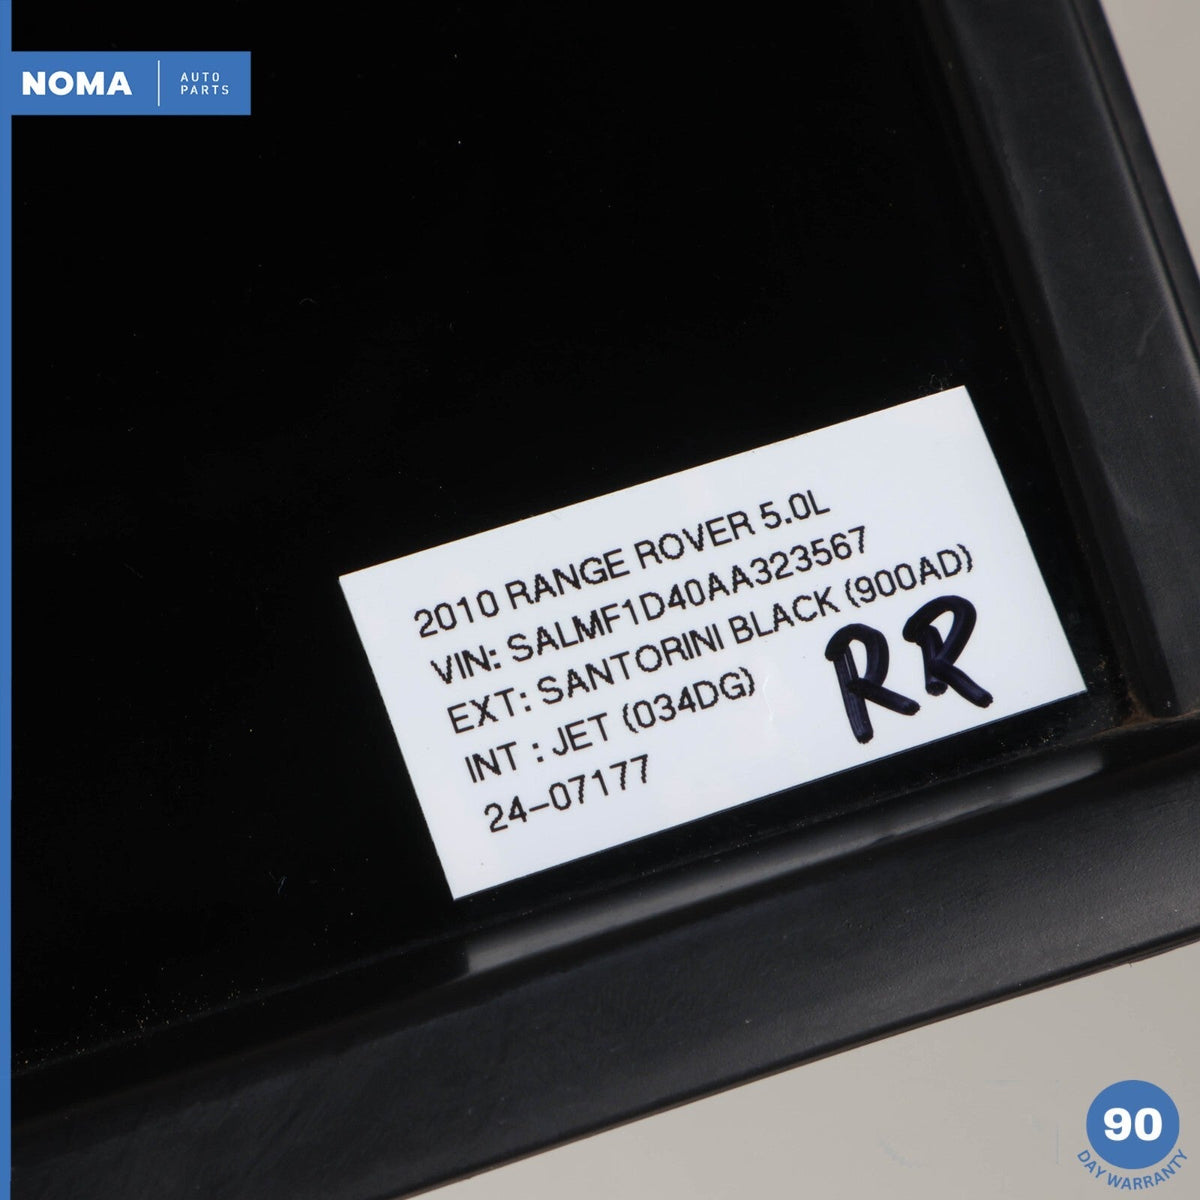 NOMA
AUTO
PARTS
2010 RANGE ROVER 5.0L
VIN: SALMF1D40AA323567
EXT: SANTORINI BLACK (900AD)
INT : JET (034DG)
24-07177
RR
90
DAY WARRANTY